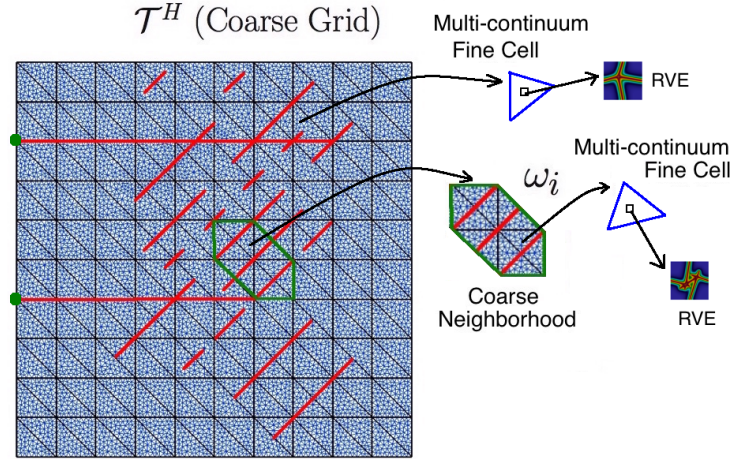 𝒯^H (Coarse Grid)
Multi-continuum
Fine Cell
RVE
Multi-continuum
Fine Cell
ω_i
Coarse
Neighborhood
RVE